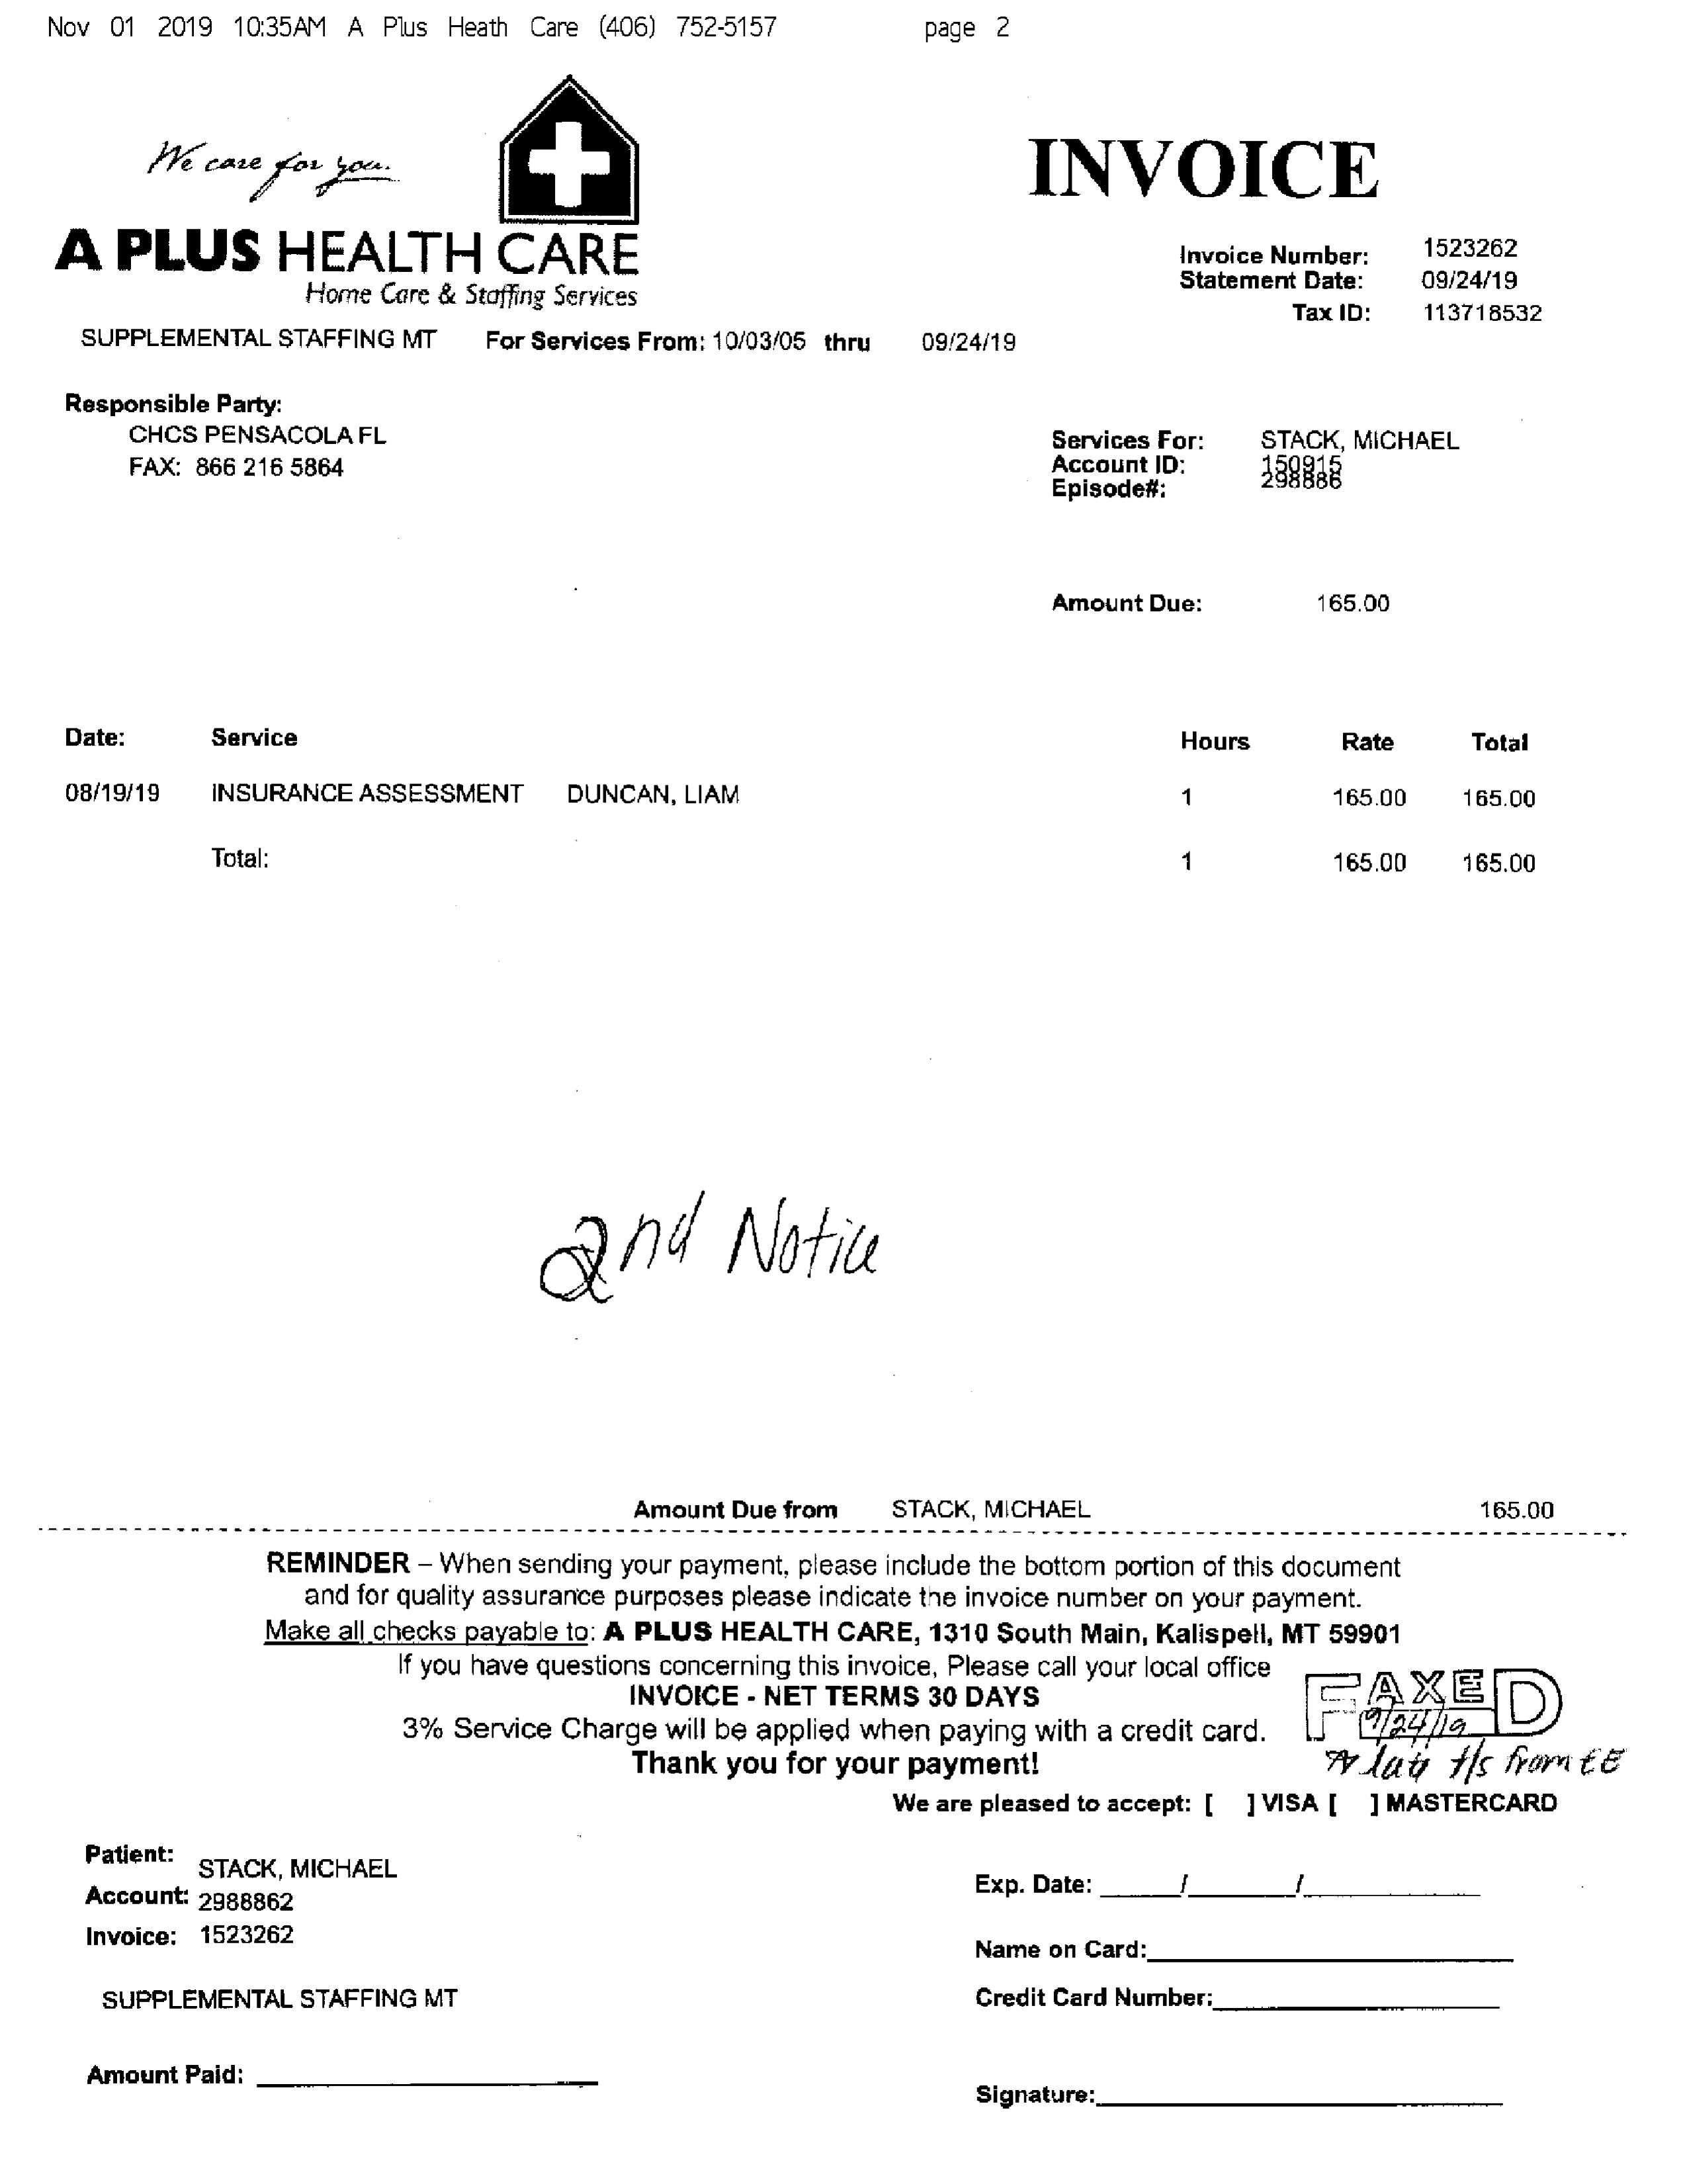 Nov 01 2019 10:35AM A Plus Heath Care (406) 752-5157 page 2
We care for you.
INVOICE
A PLUS HEALTH CARE
Home Care & Staffing Services
Invoice Number: 1523262
Statement Date: 09/24/19
Tax ID: 113718532
SUPPLEMENTAL STAFFING MT For Services From: 10/03/05 thru 09/24/19
Responsible Party:
CHCS PENSACOLA FL
FAX: 866 216 5864
Services For: STACK, MICHAEL
Account ID: 150915
Episode#: 298886
Amount Due: 165.00
Date: Service Hours Rate Total
08/19/19 INSURANCE ASSESSMENT DUNCAN, LIAM 1 165.00 165.00
Total: 1 165.00 165.00
2nd Notice
Amount Due from STACK, MICHAEL 165.00
REMINDER – When sending your payment, please include the bottom portion of this document
and for quality assurance purposes please indicate the invoice number on your payment.
Make all checks payable to: A PLUS HEALTH CARE, 1310 South Main, Kalispell, MT 59901
If you have questions concerning this invoice, Please call your local office
INVOICE - NET TERMS 30 DAYS
3% Service Charge will be applied when paying with a credit card.
Thank you for your payment!
FAXED
9/24/19
t/s from EE
We are pleased to accept: [ ] VISA [ ] MASTERCARD
Patient: STACK, MICHAEL
Account: 2988862
Invoice: 1523262
SUPPLEMENTAL STAFFING MT
Amount Paid:
Exp. Date: / /
Name on Card:
Credit Card Number:
Signature: